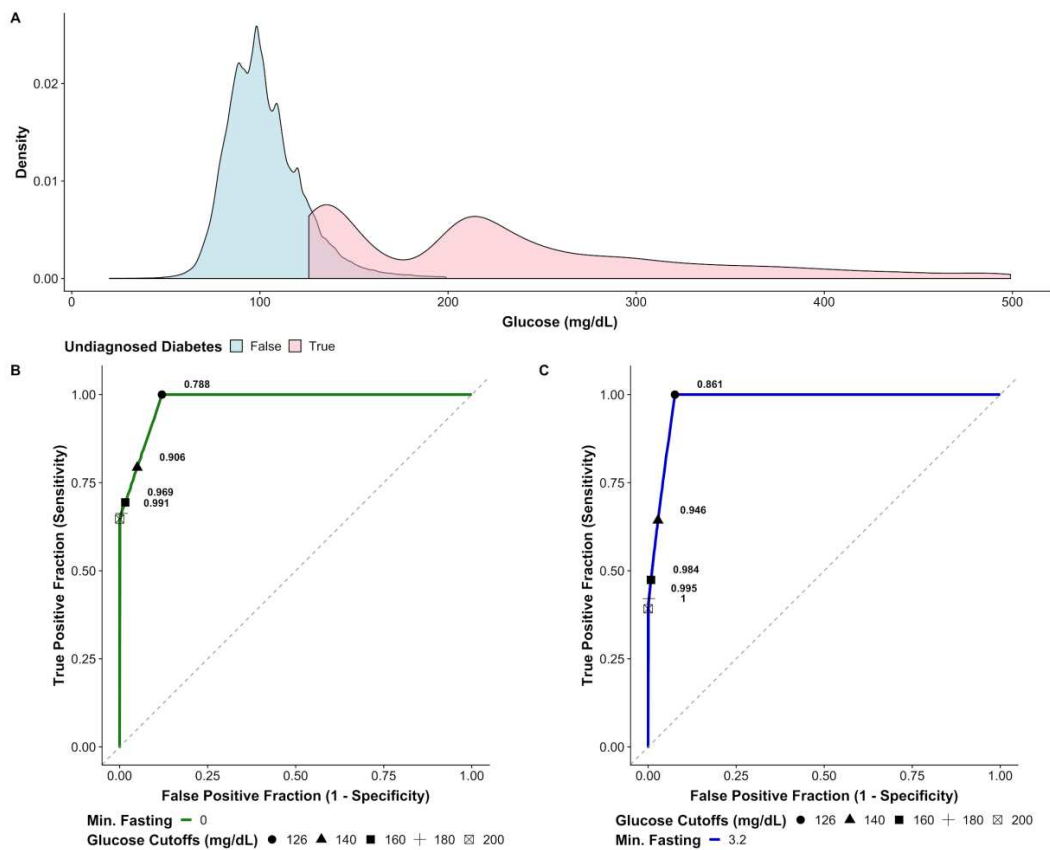 A
Density
0.02
0.01
0.00
0 100 200 300 400 500
Glucose (mg/dL)
Undiagnosed Diabetes False True
B
True Positive Fraction (Sensitivity)
1.00
0.75
0.50
0.25
0.00
0.788
0.906
0.969
0.991
0.00 0.25 0.50 0.75 1.00
False Positive Fraction (1 - Specificity)
Min. Fasting 0
Glucose Cutoffs (mg/dL) 126 140 160 180 200
C
True Positive Fraction (Sensitivity)
1.00
0.75
0.50
0.25
0.00
0.861
0.946
0.984
0.995
1
0.00 0.25 0.50 0.75 1.00
False Positive Fraction (1 - Specificity)
Glucose Cutoffs (mg/dL) 126 140 160 180 200
Min. Fasting 3.2